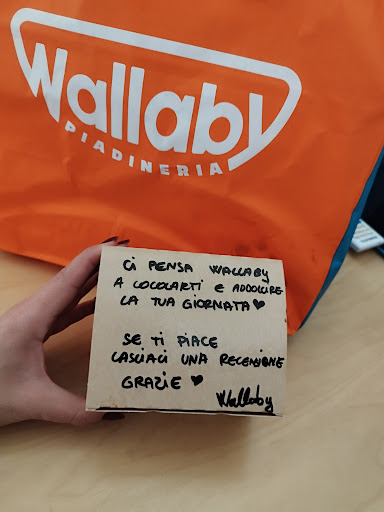 Wallaby
PIADINERIA
CI PENSA WALLABY
A COCCOLARTI E ADDOLCIRE
LA TUA GIORNATA ♥
SE TI PIACE
LASCIACI UNA RECENSIONE
GRAZIE ♥
Wallaby